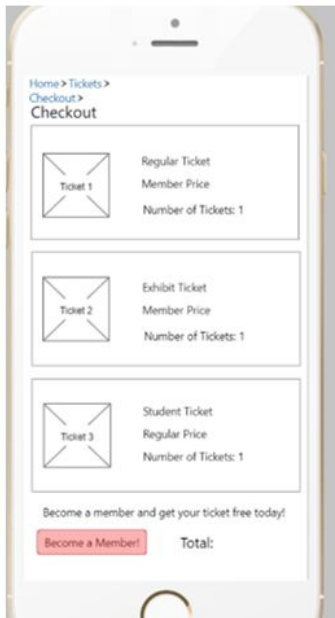 Home > Tickets >
Checkout >
Checkout
Ticket 1
Regular Ticket
Member Price
Number of Tickets: 1
Ticket 2
Exhibit Ticket
Member Price
Number of Tickets: 1
Ticket 3
Student Ticket
Regular Price
Number of Tickets: 1
Become a member and get your ticket free today!
Become a Member!
Total: